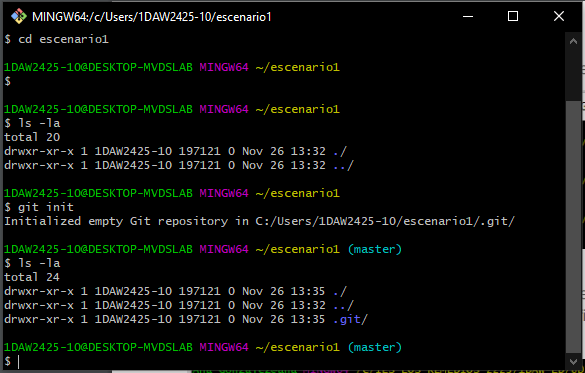 MINGW64:/c/Users/1DAW2425-10/escenario1
$ cd escenario1
1DAW2425-10@DESKTOP-MVDSLAB MINGW64 ~/escenario1
$
1DAW2425-10@DESKTOP-MVDSLAB MINGW64 ~/escenario1
$ ls -la
total 20
drwxr-xr-x 1 1DAW2425-10 197121 0 Nov 26 13:32 ./
drwxr-xr-x 1 1DAW2425-10 197121 0 Nov 26 13:32 ../
1DAW2425-10@DESKTOP-MVDSLAB MINGW64 ~/escenario1
$ git init
Initialized empty Git repository in C:/Users/1DAW2425-10/escenario1/.git/
1DAW2425-10@DESKTOP-MVDSLAB MINGW64 ~/escenario1 (master)
$ ls -la
total 24
drwxr-xr-x 1 1DAW2425-10 197121 0 Nov 26 13:35 ./
drwxr-xr-x 1 1DAW2425-10 197121 0 Nov 26 13:32 ../
drwxr-xr-x 1 1DAW2425-10 197121 0 Nov 26 13:35 .git/
1DAW2425-10@DESKTOP-MVDSLAB MINGW64 ~/escenario1 (master)
$